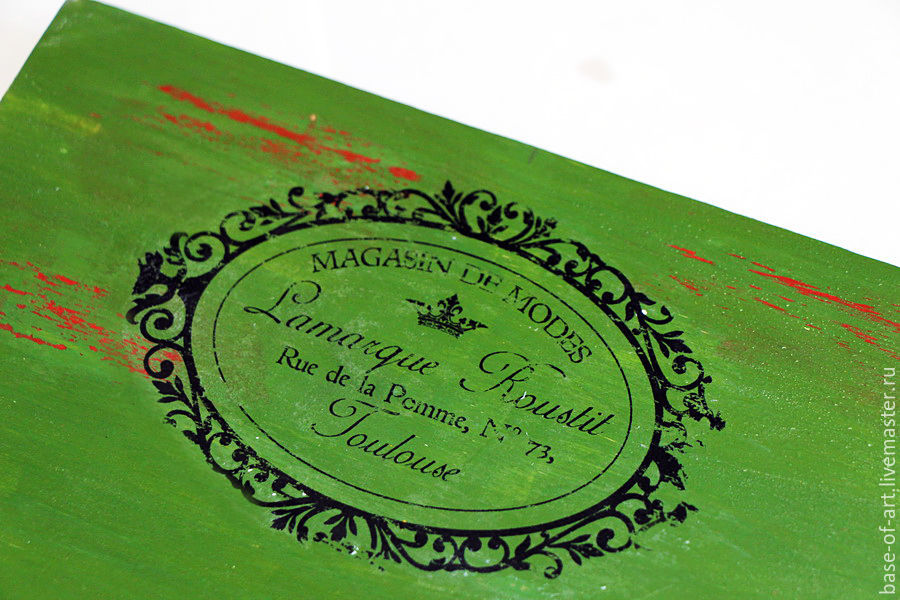 MAGASIN DE MODES
Lamarque Roustit
Rue de la Pomme, Nº 73,
Toulouse
base-of-art.livemaster.ru